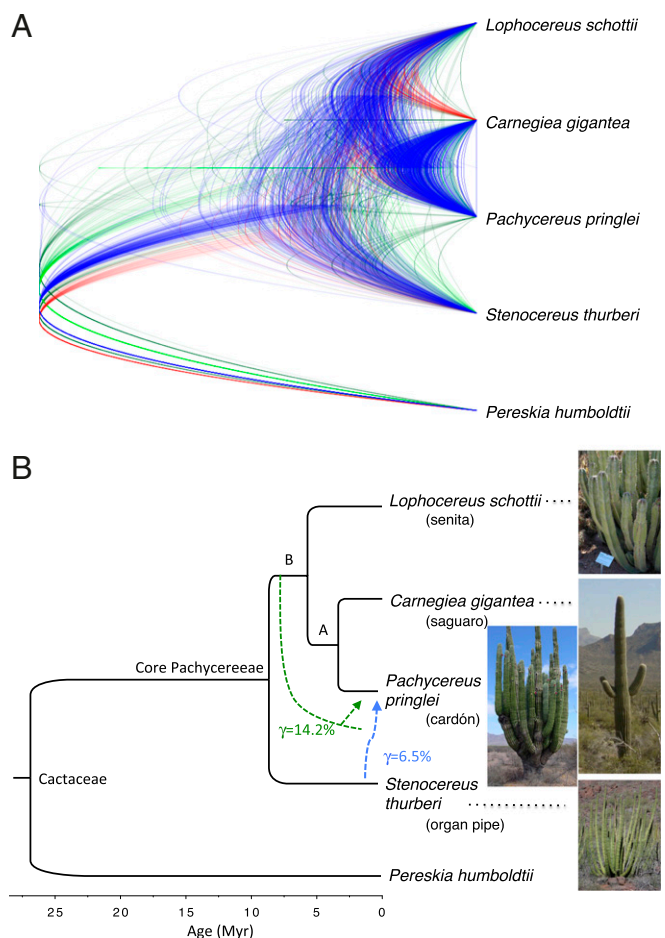 A
Lophocereus schottii
Carnegiea gigantea
Pachycereus pringlei
Stenocereus thurberi
Pereskia humboldtii
B
Lophocereus schottii
(senita)
B
Carnegiea gigantea
(saguaro)
A
Core Pachycereeae
Pachycereus
pringlei
(cardón)
γ=14.2%
γ=6.5%
Cactaceae
Stenocereus
thurberi
(organ pipe)
Pereskia humboldtii
25 20 15 10 5 0
Age (Myr)